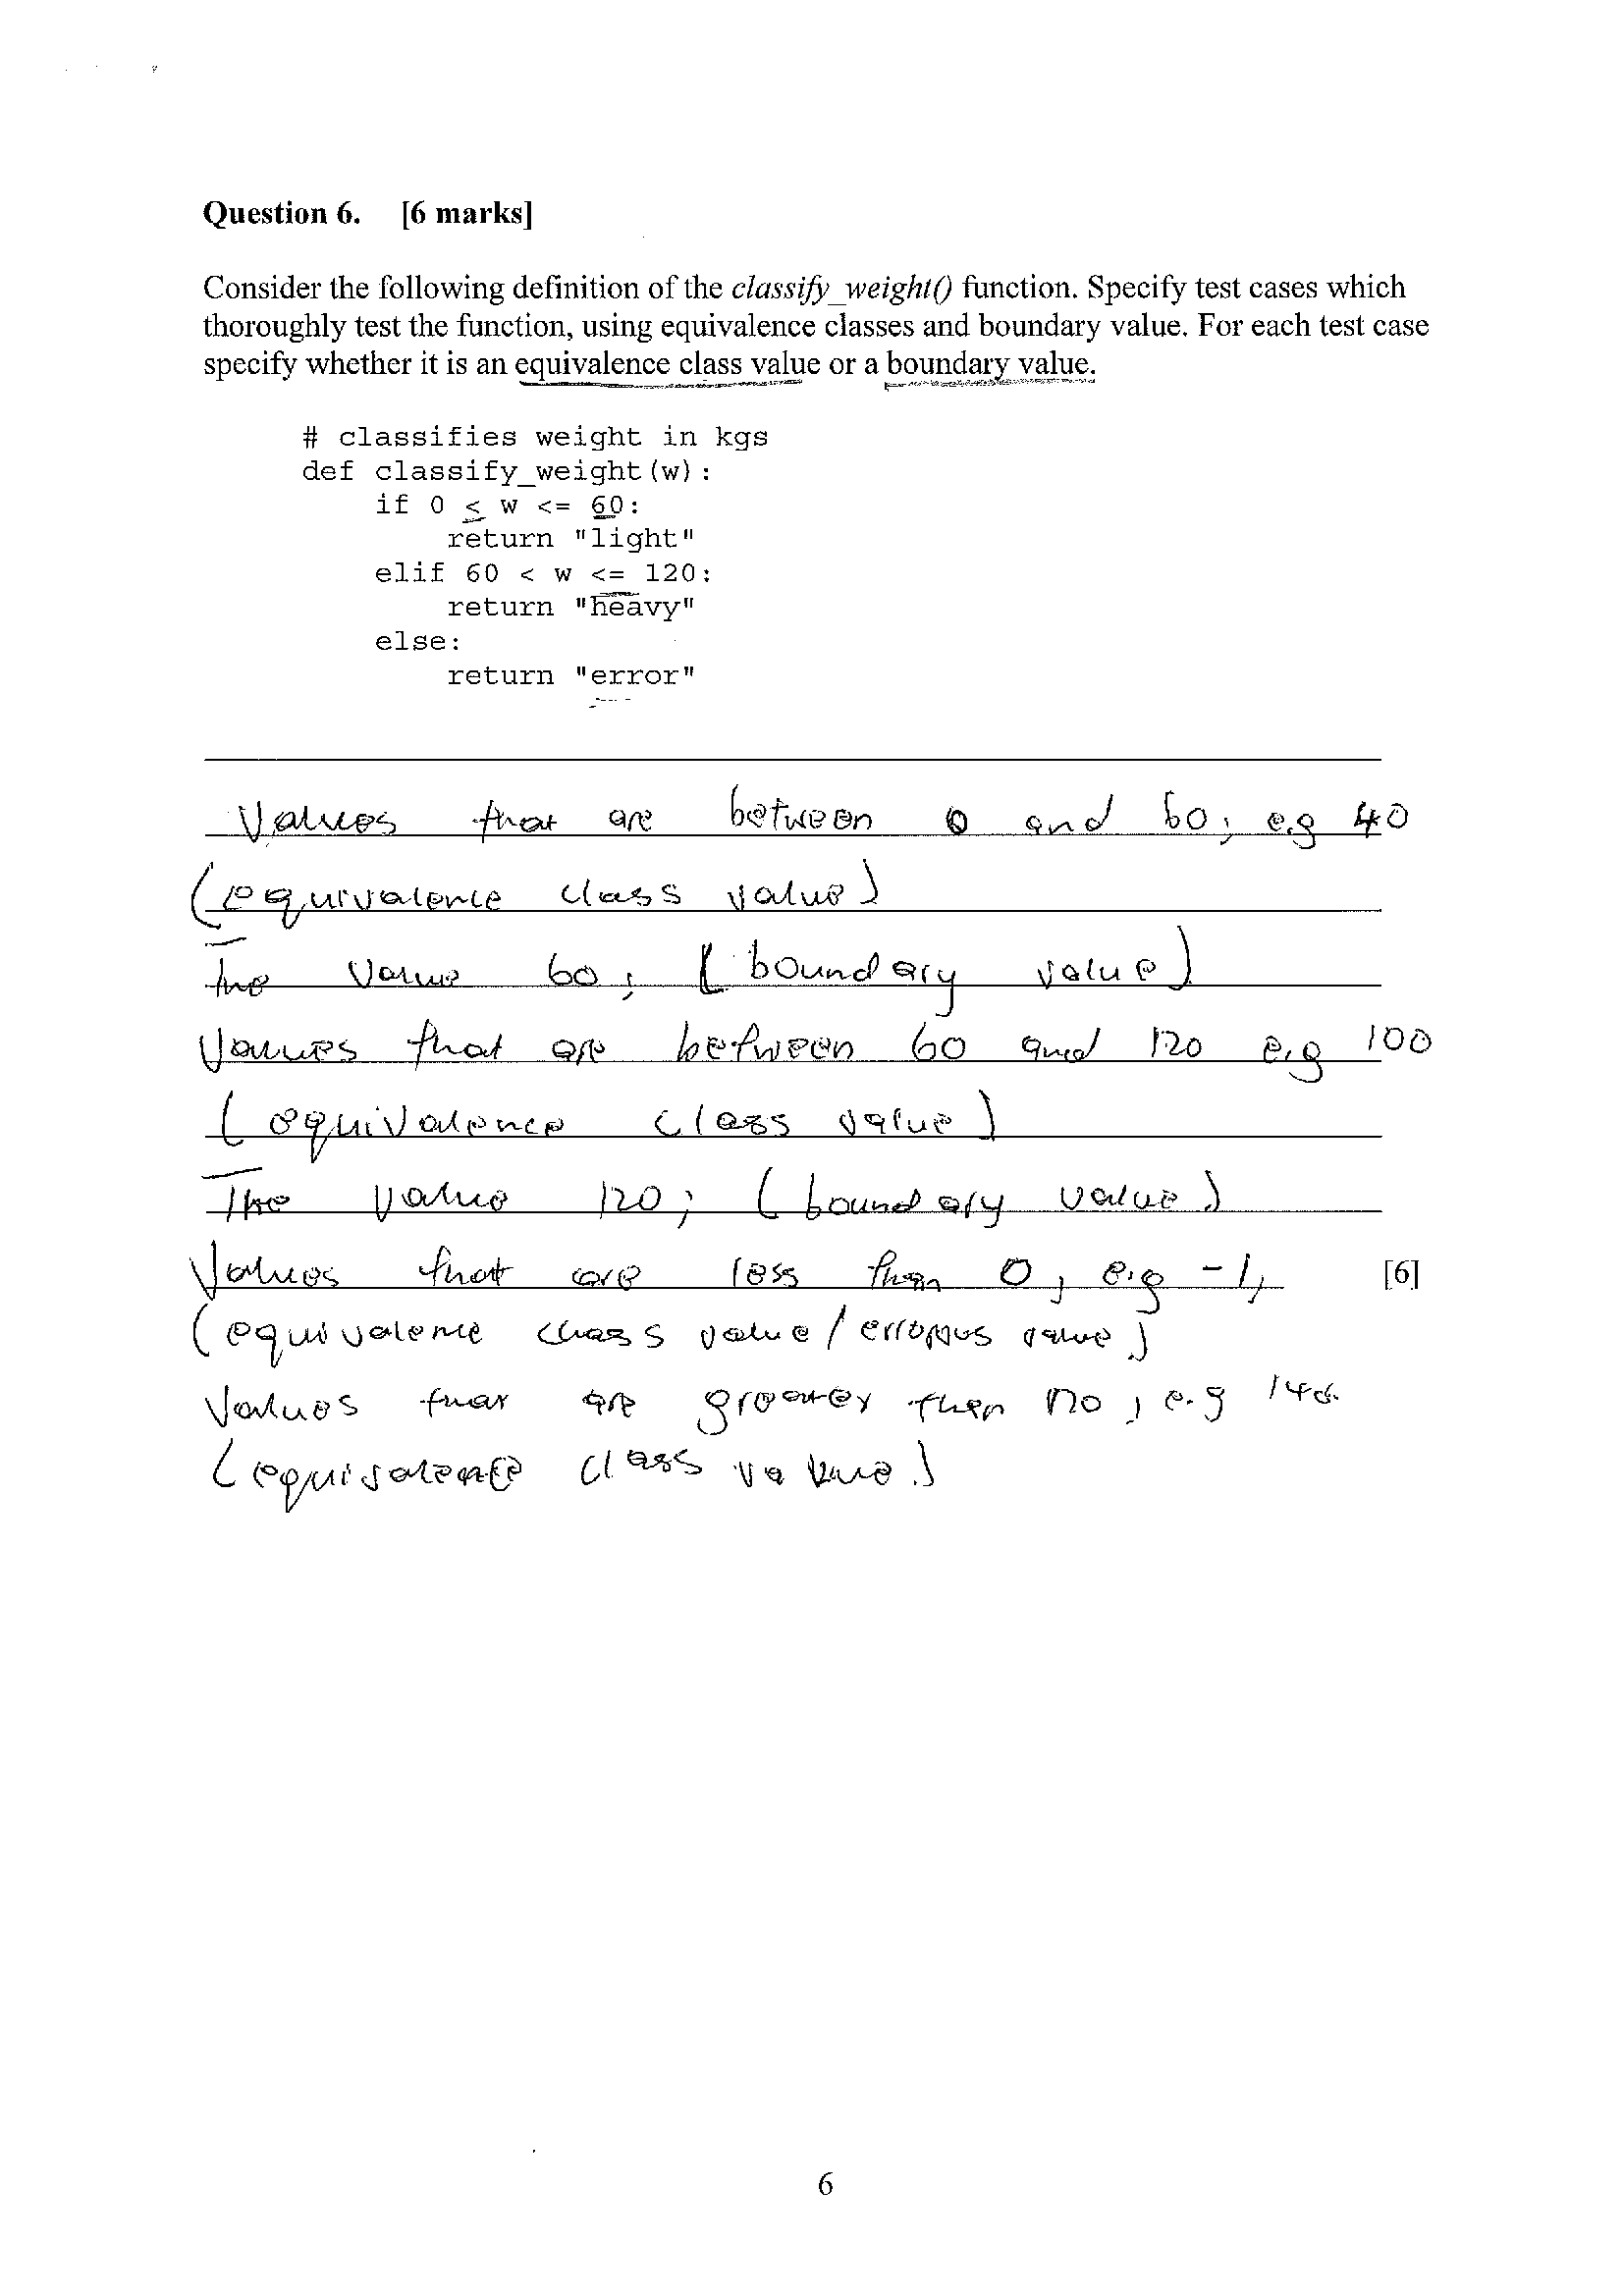 Question 6. [6 marks]
Consider the following definition of the classify_weight() function. Specify test cases which
thoroughly test the function, using equivalence classes and boundary value. For each test case
specify whether it is an equivalence class value or a boundary value.
# classifies weight in kgs
def classify_weight(w):
    if 0 < w <= 60:
        return "light"
    elif 60 < w <= 120:
        return "heavy"
    else:
        return "error"
Values that are between 0 and 60; e.g 40
(equivalence class value)
The value 60; (boundary value)
Values that are between 60 and 120 e.g 100
(equivalence class value)
The value 120; (boundary value)
Values that are less than 0, e.g -1, [6]
(equivalence class value/ value)
Values that are greater than 120, e.g
(equivalence class value)
6